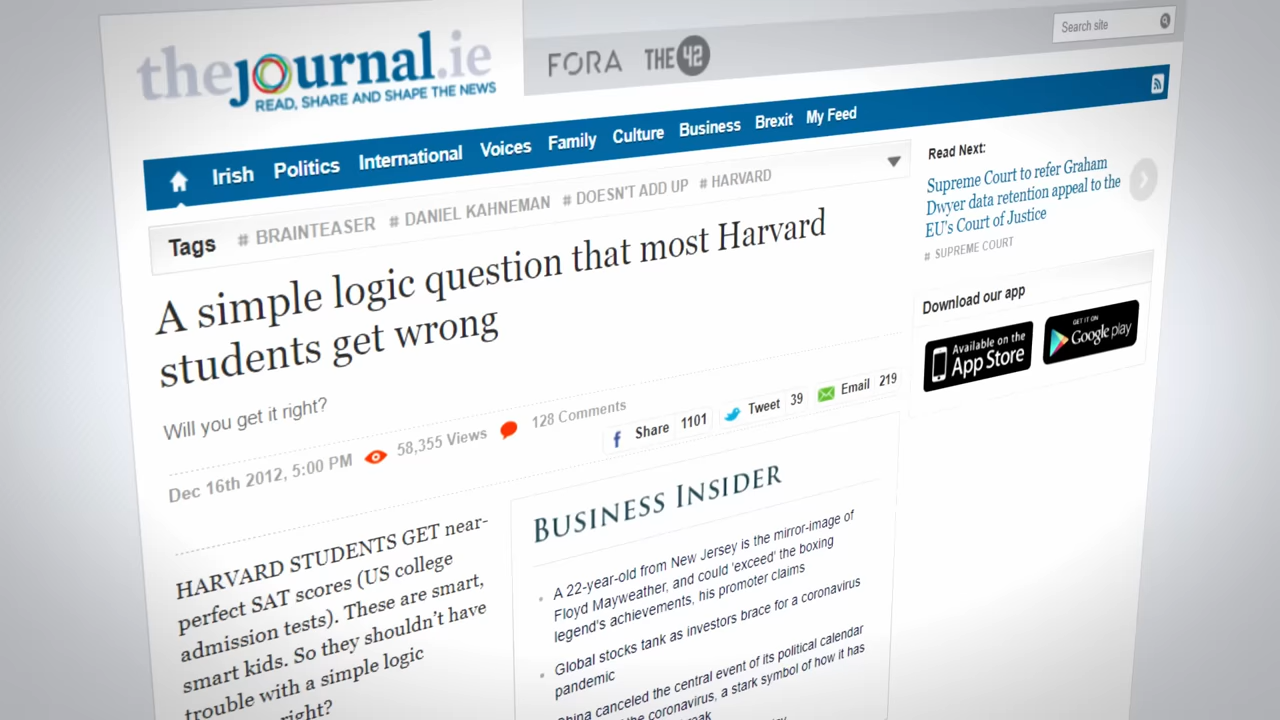 thejournal.ie
READ, SHARE AND SHAPE THE NEWS
FORA THE 42
Search site
Irish Politics International Voices Family Culture Business Brexit My Feed
Tags # BRAINTEASER # DANIEL KAHNEMAN # DOESN'T ADD UP # HARVARD
A simple logic question that most Harvard
students get wrong
Will you get it right?
Dec 16th 2012, 5:00 PM 58,355 Views 128 Comments
Share 1101 Tweet 39 Email 219
HARVARD STUDENTS GET near-
perfect SAT scores (US college
admission tests). These are smart,
smart kids. So they shouldn't have
trouble with a simple logic
right?
BUSINESS INSIDER
A 22-year-old from New Jersey is the mirror-image of
Floyd Mayweather, and could 'exceed' the boxing
legend's achievements, his promoter claims
Global stocks tank as investors brace for a coronavirus
pandemic
China canceled the central event of its political calendar
the coronavirus, a stark symbol of how it has
Read Next:
Supreme Court to refer Graham
Dwyer data retention appeal to the
EU's Court of Justice
# SUPREME COURT
Download our app
Available on the
App Store
GET IT ON
Google play